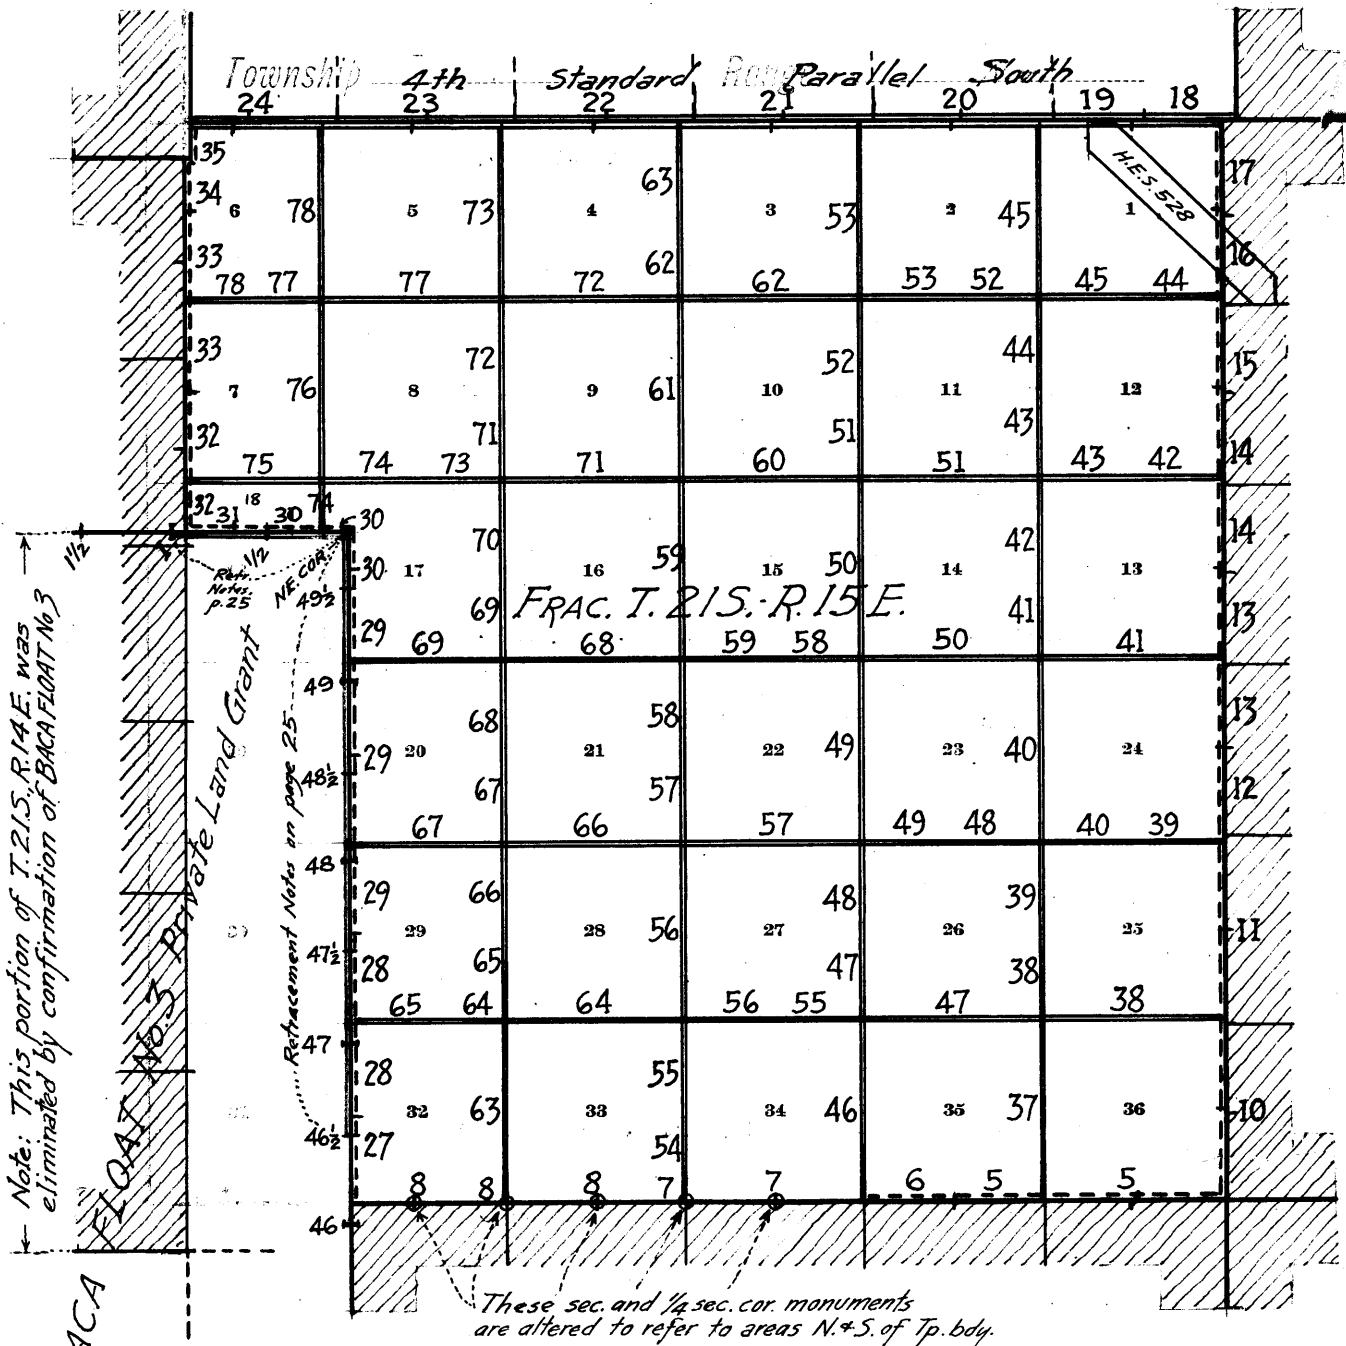 Township 4th Standard Range Parallel South
24 23 22 21 20 19 18
35 63 17
34 6 78 5 73 4 3 53 2 45 1 H.E.S. 528
33 62 16
78 77 77 72 62 53 52 45 44
33 72 52 44 15
7 76 8 9 61 10 11 12
32 71 51 43 14
75 74 73 71 60 51 43 42
32 31 18 30 74 30
70 59 50 42 14
1½ 1 ½ 30 17 16 15 14 13
Retr. Notes. p.25
NE. COR.
49½ 69 41 13
FRAC. T. 21S.-R. 15 E.
29 69 68 59 58 50 41
49 68 58 13
29 20 21 22 49 23 40 24
48½ 67 57 12
67 66 57 49 48 40 39
48 29 66 48 39
29 28 56 27 26 25 11
47½ 28 65 47 38
65 64 64 56 55 47 38
47 28 55
32 63 33 34 46 35 37 36 10
46½ 27 54
8 8 8 7 7 6 5 5
46
Retracement Notes on page 25
Note: This portion of T.21S., R.14E. was
eliminated by confirmation of BACA FLOAT No 3
BACA FLOAT No.3 Private Land Grant
These sec. and ¼ sec. cor. monuments
are altered to refer to areas N.&S. of Tp. bdy.